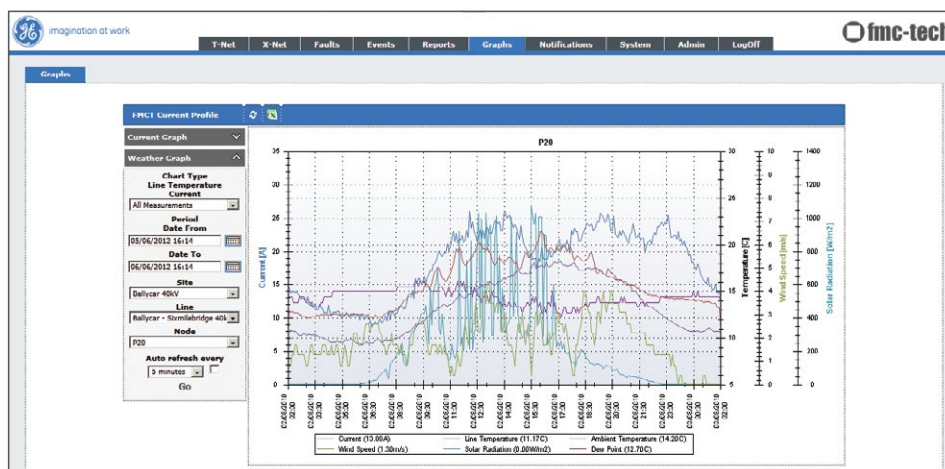 imagination at work
fmc-tech
T-Net X-Net Faults Events Reports Graphs Notifications System Admin LogOff
Graphs
FMCT Current Profile
Current Graph
Weather Graph
Chart Type
Line Temperature
Current
All Measurements
Period
Date From
05/06/2012 16:14
Date To
06/06/2012 16:14
Site
Ballycar 40kV
Line
Ballycar - Sixmilebridge 40k
Node
P20
Auto refresh every
5 minutes
Go
P20
Current [A]
35
30
25
20
15
10
5
0
Temperature [C]
30
25
20
15
10
5
Wind Speed [m/s]
10
9
8
7
6
5
4
3
2
1
0
Solar Radiation [W/m2]
1400
1200
1000
800
600
400
200
0
Current (13.88A) Line Temperature (11.17C) Ambient Temperature (14.20C)
Wind Speed (1.30m/s) Solar Radiation (0.00W/m2) Dew Point (12.70C)